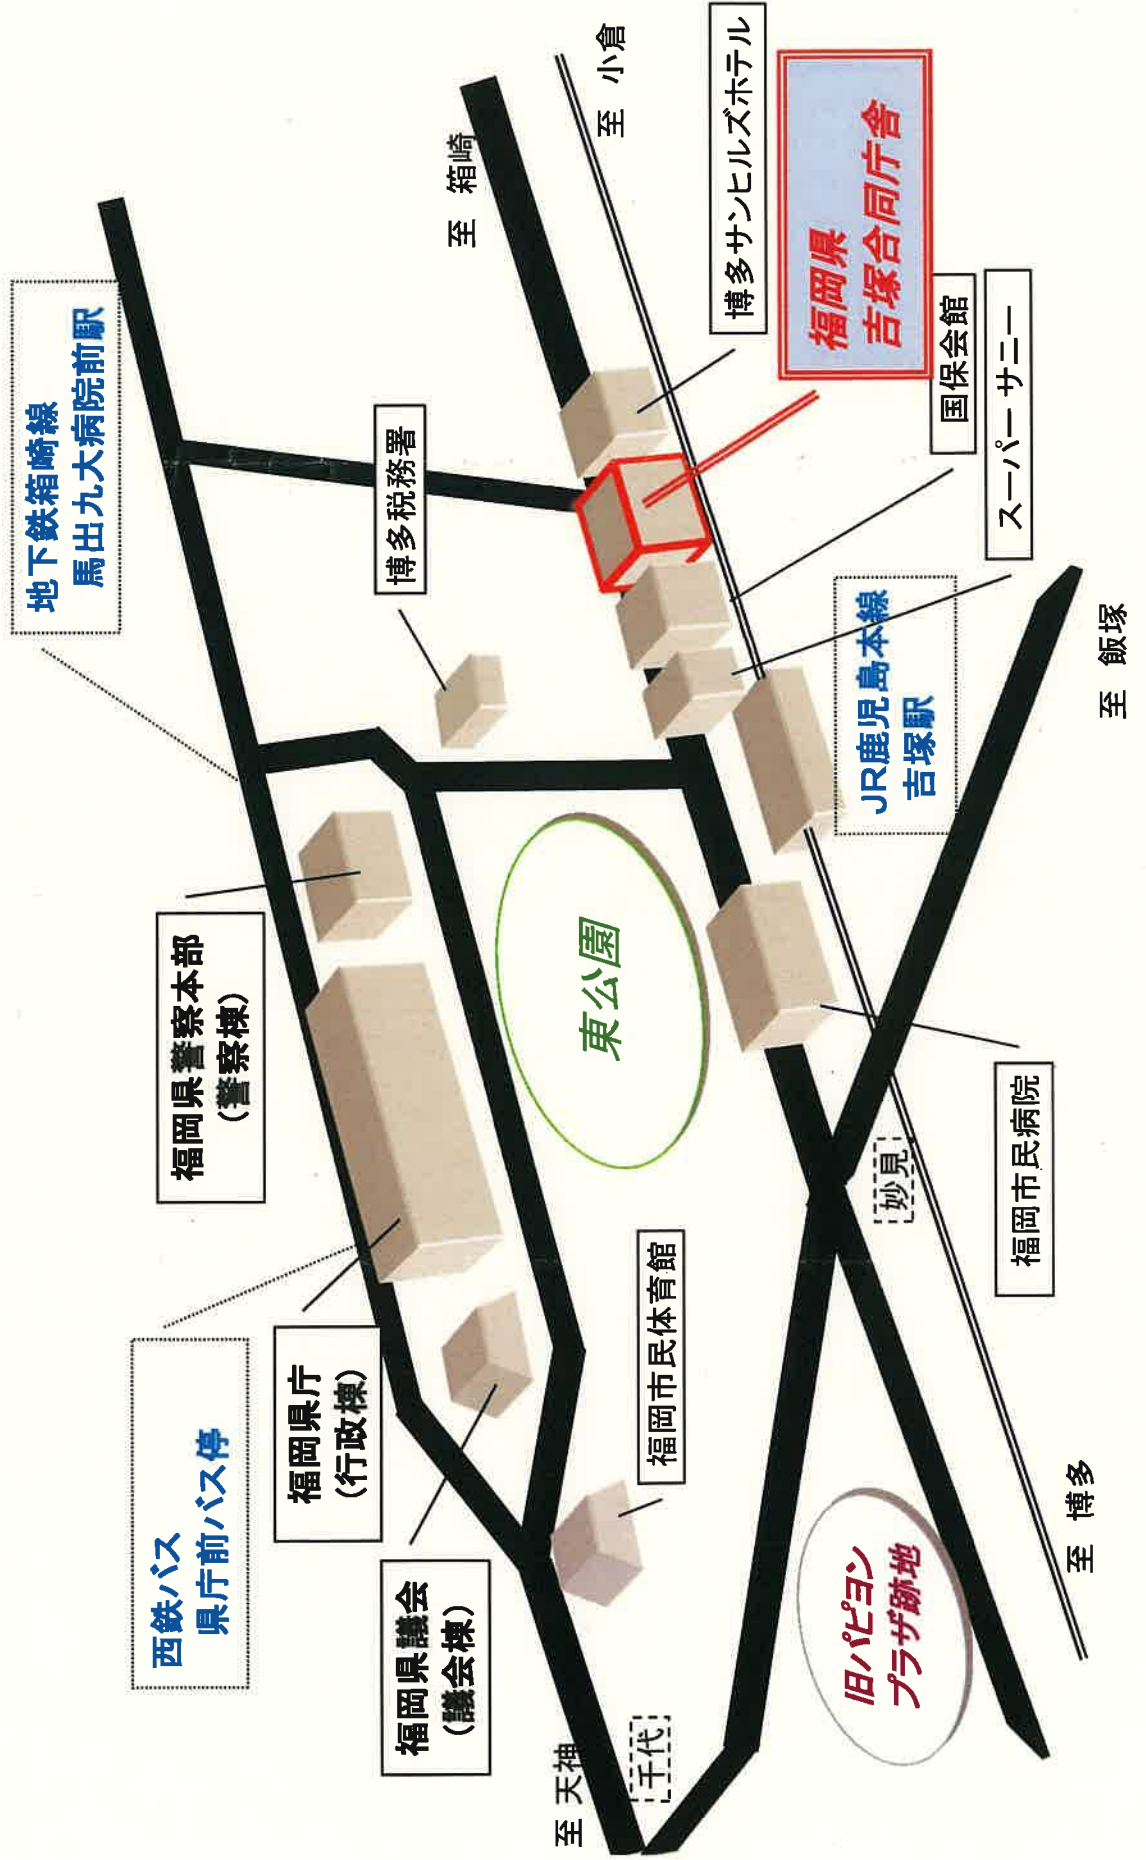 地下鉄箱崎線
馬出九大病院前駅
西鉄バス
県庁前バス停
福岡県警察本部
(警察棟)
福岡県庁
(行政棟)
福岡県議会
(議会棟)
博多税務署
至 箱崎
至 小倉
博多サンヒルズホテル
福岡県
吉塚合同庁舎
国保会館
スーパー サニー
JR鹿児島本線
吉塚駅
至 飯塚
東公園
福岡市民体育館
妙見
福岡市民病院
至 天神
千代
旧パピヨン
プラザ跡地
至 博多